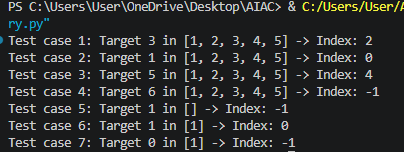 PS C:\Users\User\OneDrive\Desktop\AIAC> & C:/Users/User/A
ry.py"
Test case 1: Target 3 in [1, 2, 3, 4, 5] -> Index: 2
Test case 2: Target 1 in [1, 2, 3, 4, 5] -> Index: 0
Test case 3: Target 5 in [1, 2, 3, 4, 5] -> Index: 4
Test case 4: Target 6 in [1, 2, 3, 4, 5] -> Index: -1
Test case 5: Target 1 in [] -> Index: -1
Test case 6: Target 1 in [1] -> Index: 0
Test case 7: Target 0 in [1] -> Index: -1